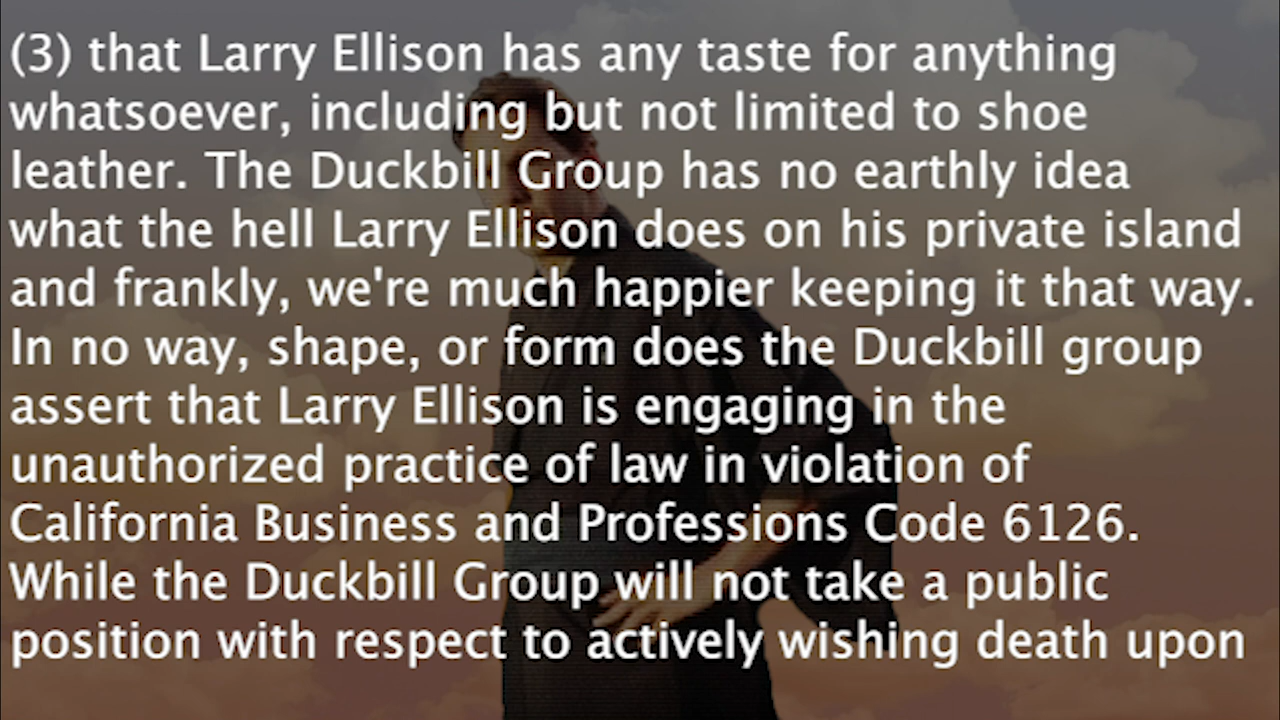 (3) that Larry Ellison has any taste for anything
whatsoever, including but not limited to shoe
leather. The Duckbill Group has no earthly idea
what the hell Larry Ellison does on his private island
and frankly, we're much happier keeping it that way.
In no way, shape, or form does the Duckbill group
assert that Larry Ellison is engaging in the
unauthorized practice of law in violation of
California Business and Professions Code 6126.
While the Duckbill Group will not take a public
position with respect to actively wishing death upon